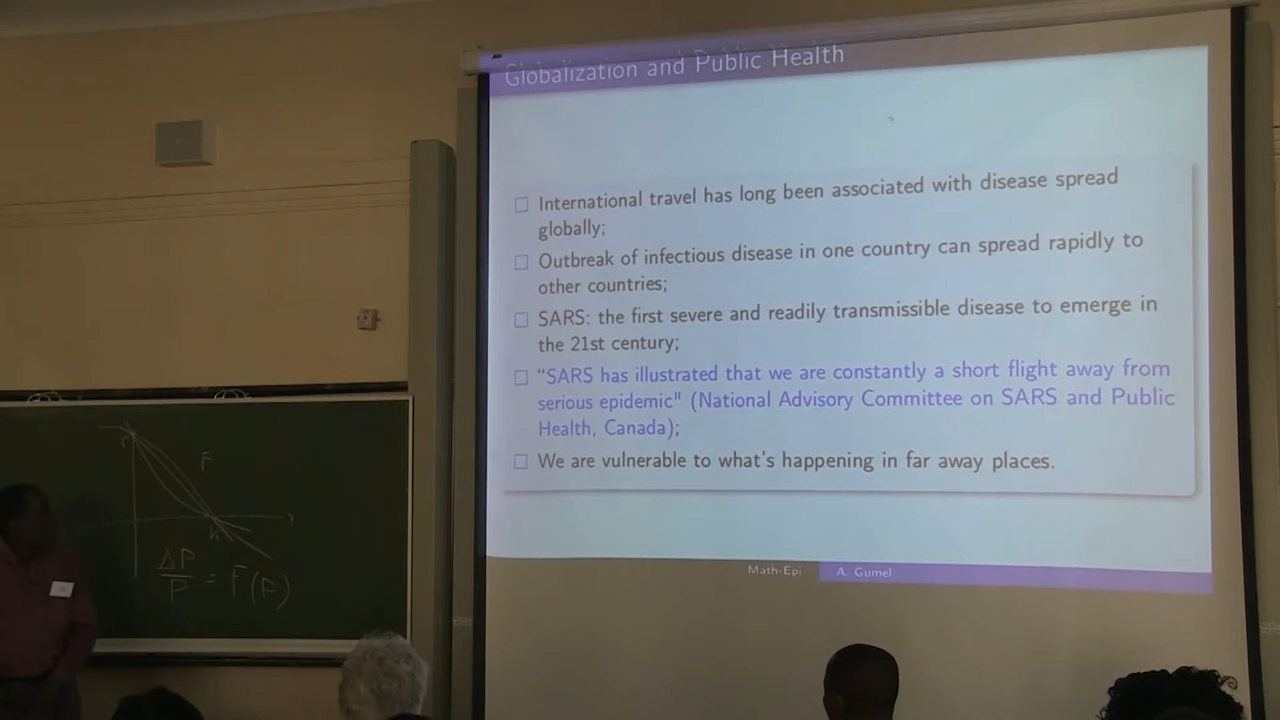 Globalization and Public Health
International travel has long been associated with disease spread
globally;
Outbreak of infectious disease in one country can spread rapidly to
other countries;
SARS: the first severe and readily transmissible disease to emerge in
the 21st century;
"SARS has illustrated that we are constantly a short flight away from
serious epidemic" (National Advisory Committee on SARS and Public
Health, Canada);
We are vulnerable to what's happening in far away places.
Math-Epi A. Gumel
r
F
K
ΔP/P = F(P)